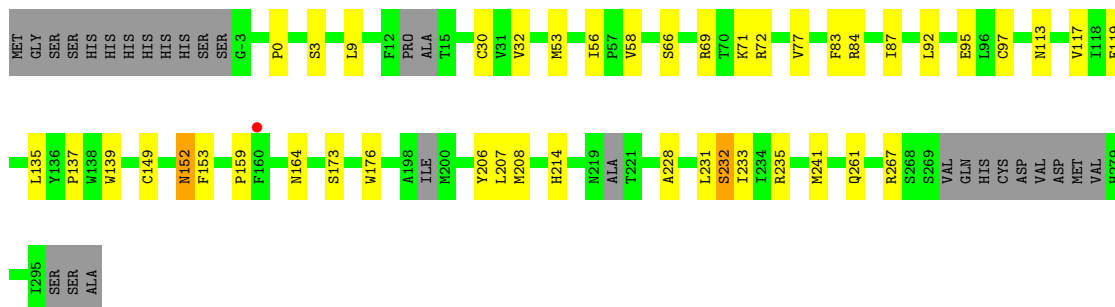 MET GLY SER SER HIS HIS HIS HIS HIS HIS SER SER G-3 P0 S3 L9 F12 PRO ALA T15 C30 V31 V32 M53 I56 P57 V58 S66 R69 T70 K71 R72 V77 F83 R84 I87 L92 E95 L96 C97 N113 V117 I118 E119
L135 Y136 P137 W138 W139 C149 N152 F153 P159 F160 N164 S173 W176 A198 ILE M200 Y206 L207 M208 H214 N219 ALA T221 A228 L231 S232 I233 I234 R235 M241 Q261 R267 S268 S269 VAL GLN HIS CYS ASP VAL ASP MET VAL H279
I295 SER SER ALA